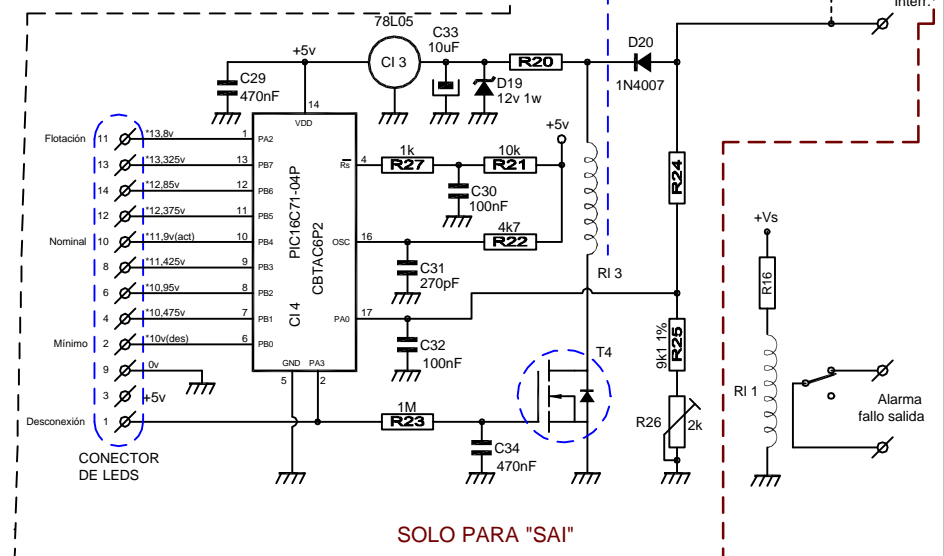 Interr.
78L05
C33
10uF
+5v
CI 3
R20
D20
1N4007
D19
12v 1w
C29
470nF
14
VDD
+5v
Flotación 11 *13,8v 1 PA2
13 *13,325v 13 PB7
14 *12,85v 12 PB6
12 *12,375v 11 PB5
Nominal 10 *11,9v(act) 10 PB4
8 *11,425v 9 PB3
6 *10,95v 8 PB2
4 *10,475v 7 PB1
Mínimo 2 *10v(des) 6 PB0
9 0v
3 +5v
Desconexión 1
CONECTOR
DE LEDS
CI 4
PIC16C71-04P
CBTAC6P2
Rs 4
OSC 16
PA0 17
GND PA3
5 2
1k
R27
10k
R21
C30
100nF
4k7
R22
C31
270pF
C32
100nF
RI 3
R24
9k1 1%
R25
R26
2k
T4
1M
R23
C34
470nF
+Vs
R16
RI 1
Alarma
fallo salida
SOLO PARA "SAI"